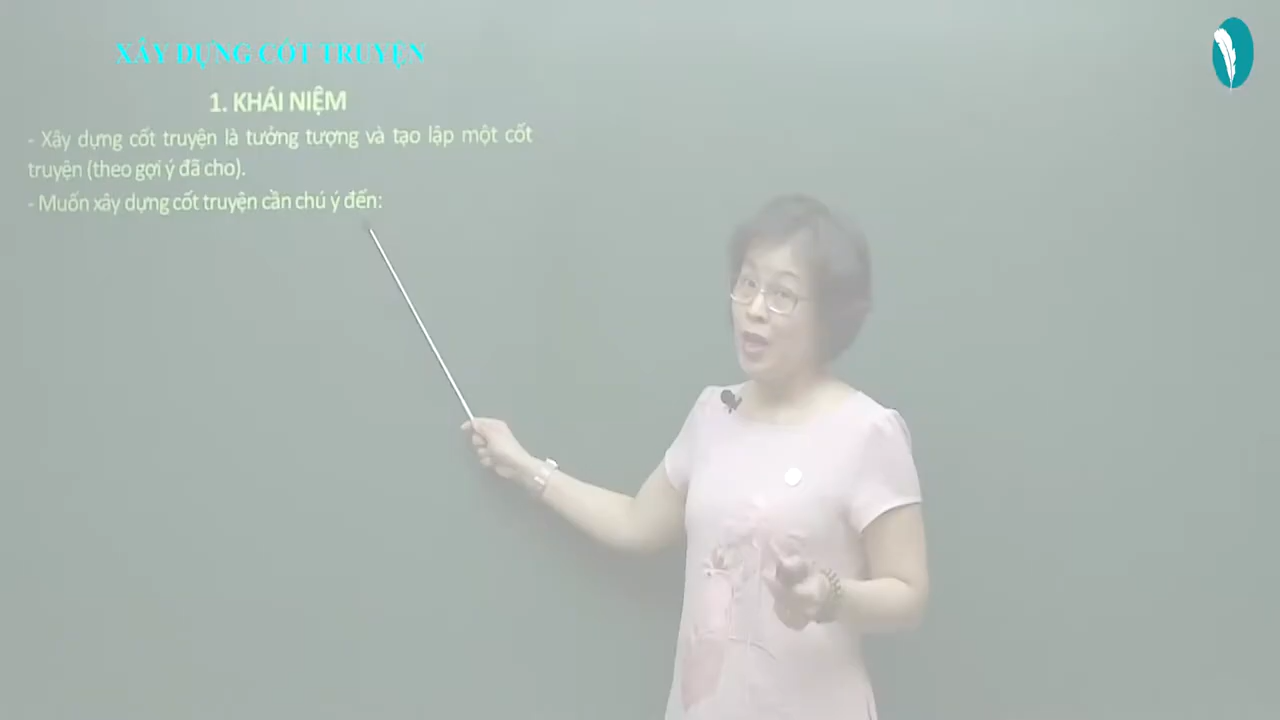 XÂY DỰNG CỐT TRUYỆN
1. KHÁI NIỆM
- Xây dựng cốt truyện là tưởng tượng và tạo lập một cốt
truyện (theo gợi ý đã cho).
- Muốn xây dựng cốt truyện cần chú ý đến: